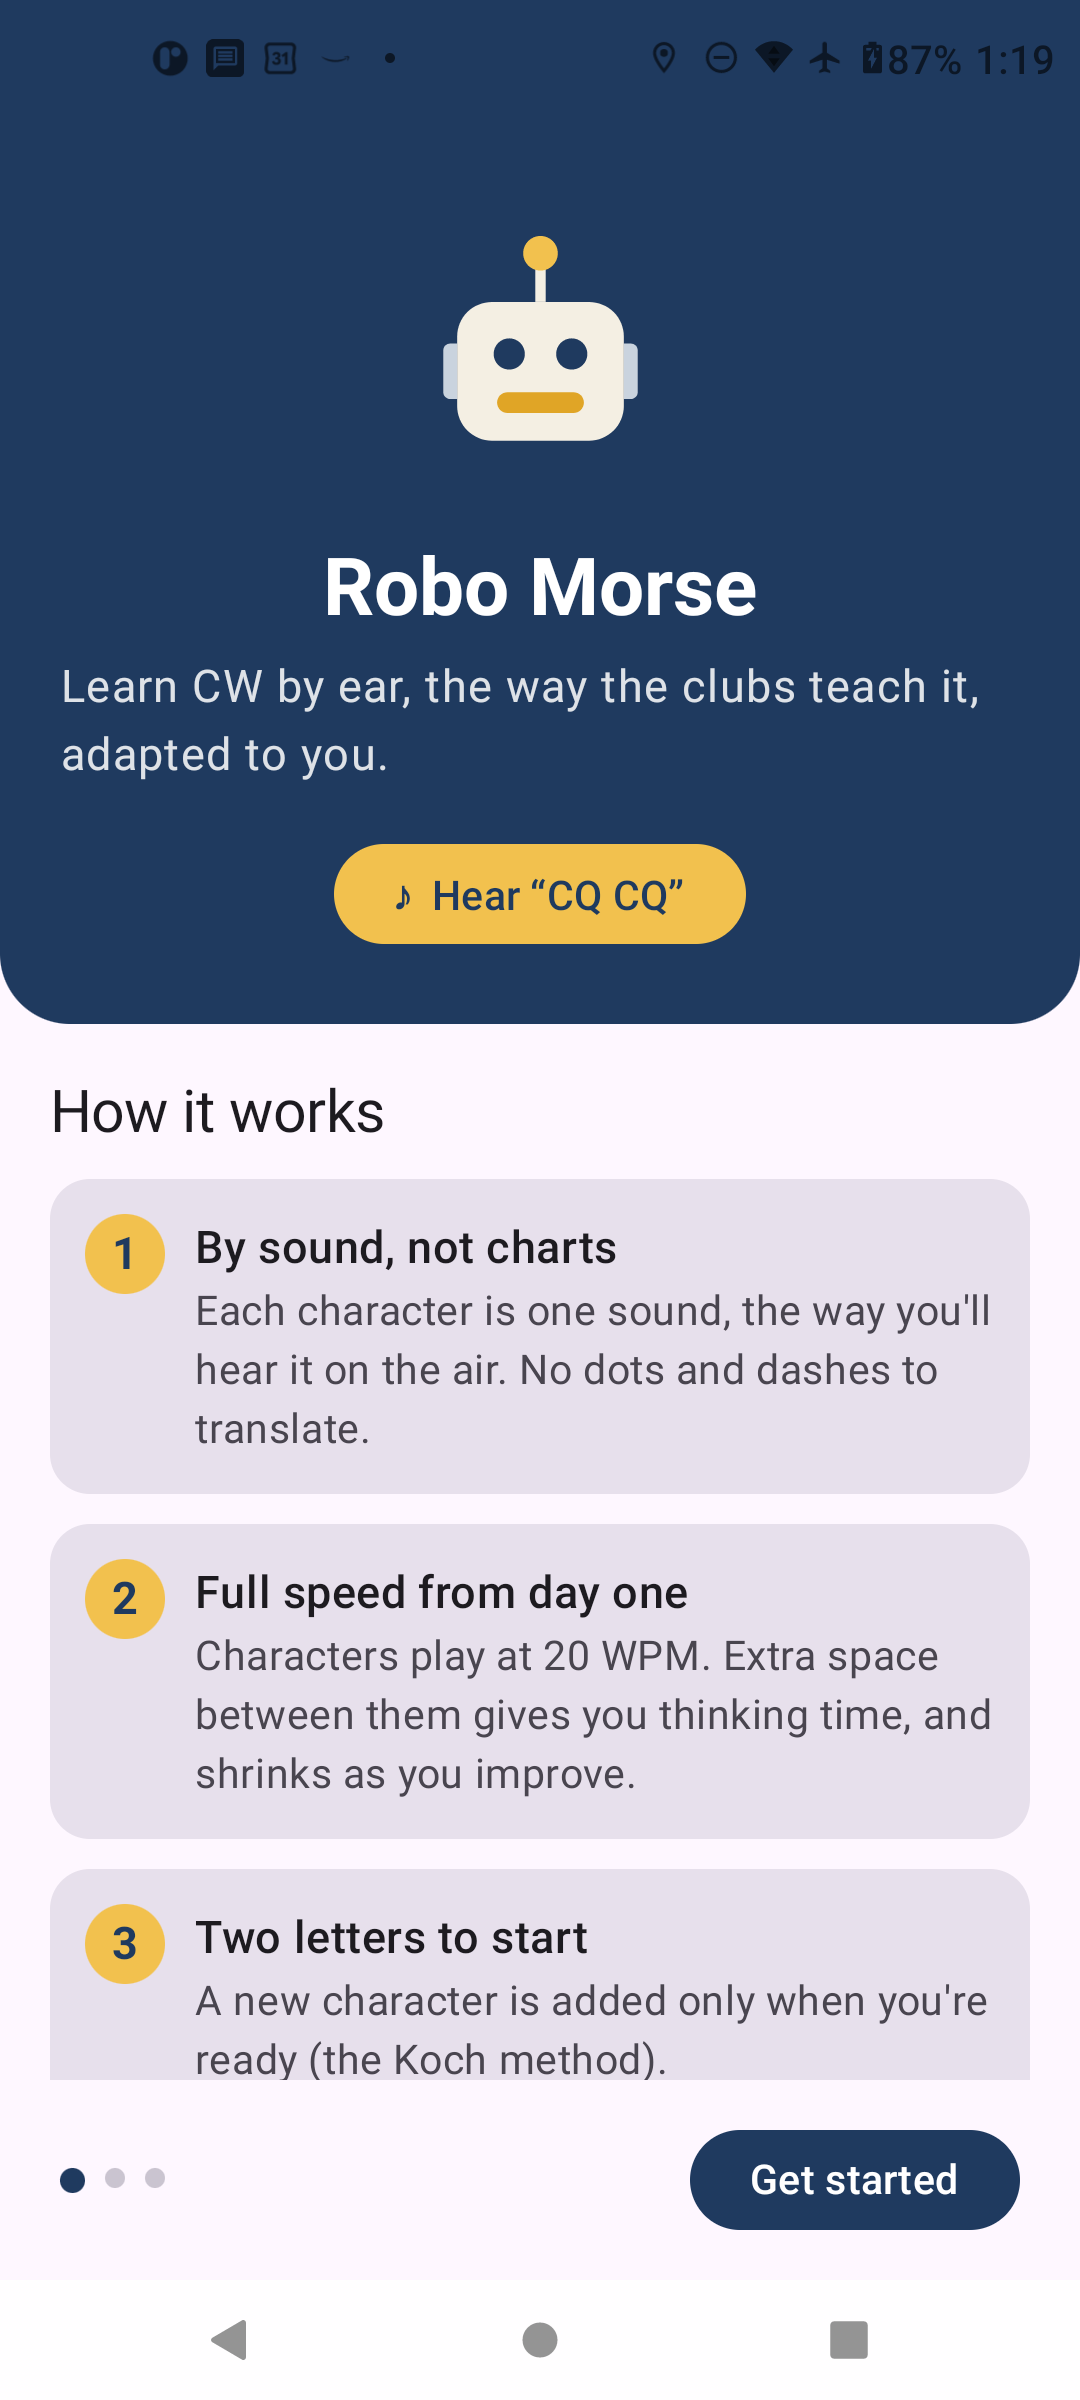 31
87% 1:19
Robo Morse
Learn CW by ear, the way the clubs teach it,
adapted to you.
♪ Hear “CQ CQ”
How it works
1
By sound, not charts
Each character is one sound, the way you'll
hear it on the air. No dots and dashes to
translate.
2
Full speed from day one
Characters play at 20 WPM. Extra space
between them gives you thinking time, and
shrinks as you improve.
3
Two letters to start
A new character is added only when you're
ready (the Koch method).
Get started